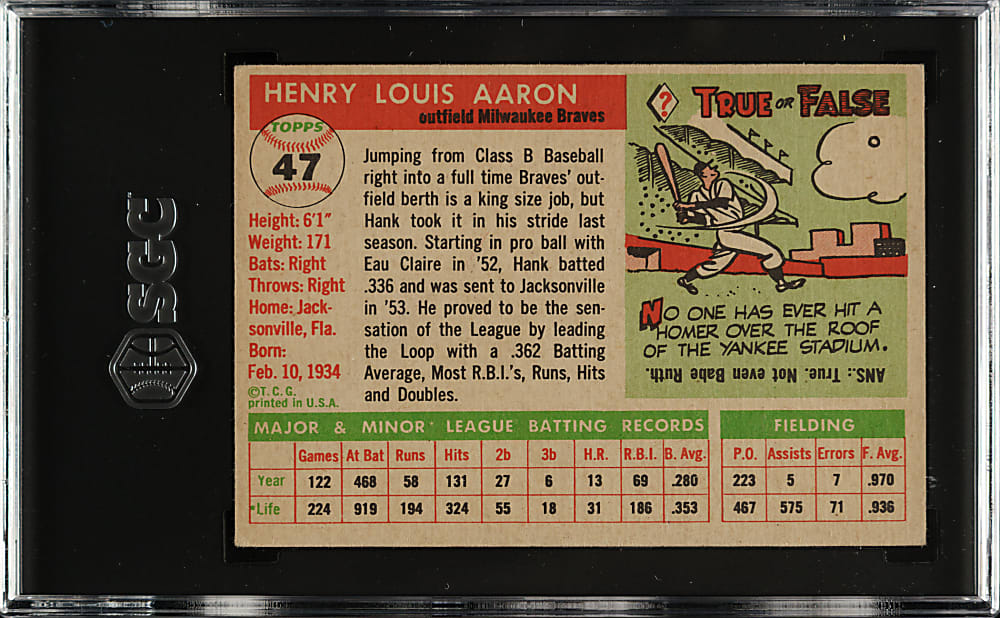 SGC
HENRY LOUIS AARON
outfield Milwaukee Braves
TOPPS
47
Height: 6'1"
Weight: 171
Bats: Right
Throws: Right
Home: Jack-
sonville, Fla.
Born:
Feb. 10, 1934
©T. C. G.
printed in U.S.A.
Jumping from Class B Baseball
right into a full time Braves' out-
field berth is a king size job, but
Hank took it in his stride last
season. Starting in pro ball with
Eau Claire in '52, Hank batted
.336 and was sent to Jacksonville
in '53. He proved to be the sen-
sation of the League by leading
the Loop with a .362 Batting
Average, Most R.B.I.'s, Runs, Hits
and Doubles.
? TRUE OR FALSE
NO ONE HAS EVER HIT A
HOMER OVER THE ROOF
OF THE YANKEE STADIUM.
ANS.: True. Not even Babe Ruth.
MAJOR & MINOR* LEAGUE BATTING RECORDS
Games At Bat Runs Hits 2b 3b H.R. R.B.I. B. Avg.
Year 122 468 58 131 27 6 13 69 .280
*Life 224 919 194 324 55 18 31 186 .353
FIELDING
P.O. Assists Errors F. Avg.
223 5 7 .970
467 575 71 .936